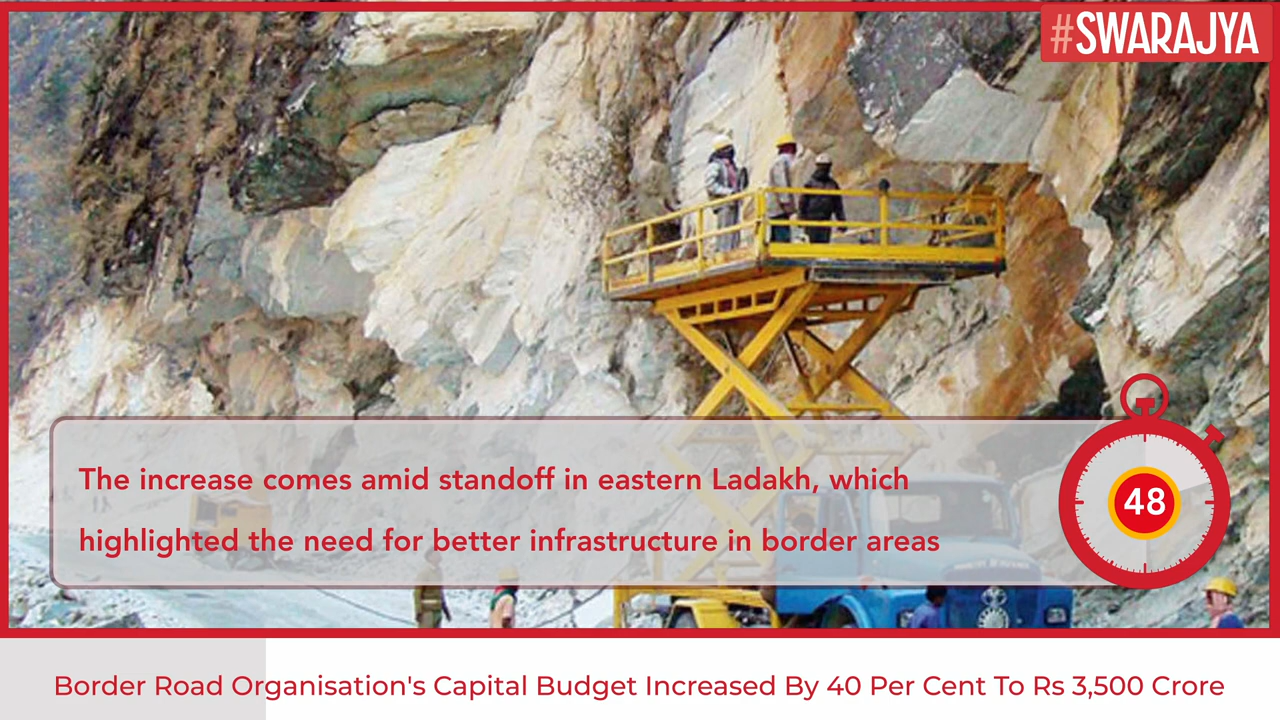 #SWARAJYA
The increase comes amid standoff in eastern Ladakh, which
highlighted the need for better infrastructure in border areas
48
Border Road Organisation's Capital Budget Increased By 40 Per Cent To Rs 3,500 Crore